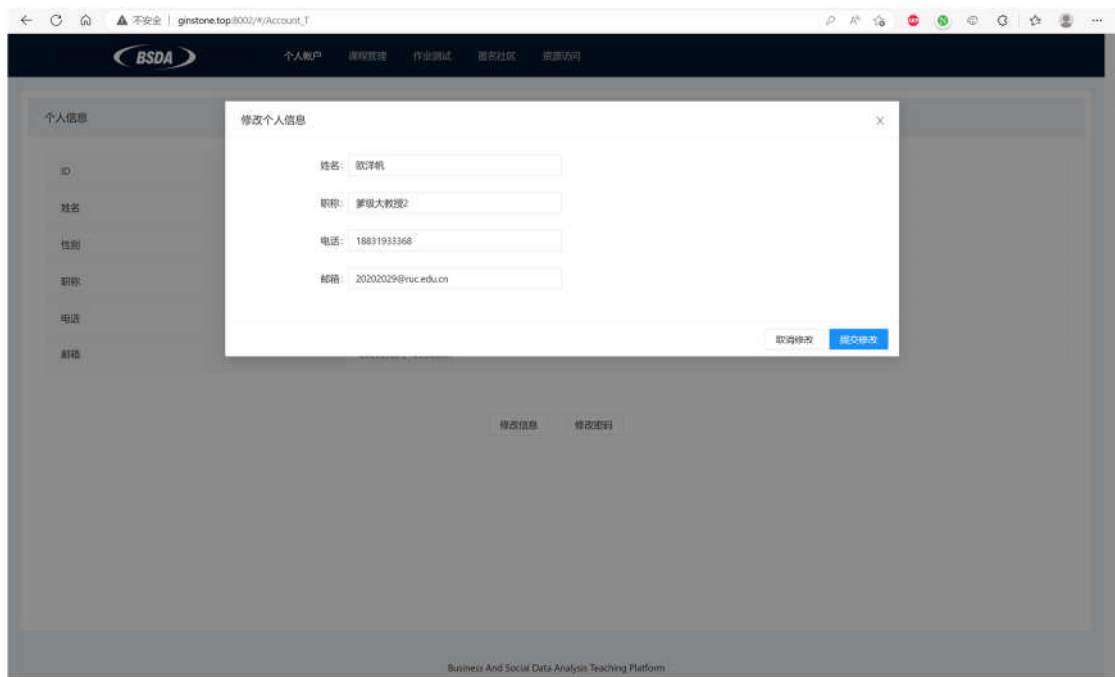 不安全 ginstone.top:8002/#/Account_T
BSDA 个人帐户 课程管理 作业测试 匿名社区 资源访问
个人信息
修改个人信息
ID
姓名
性别
职称
电话
邮箱
姓名: 欧洋帆
职称: 爹级大教授2
电话: 18831933368
邮箱: 20202029@ruc.edu.cn
取消修改 提交修改
修改信息 修改密码
Business And Social Data Analysis Teaching Platform